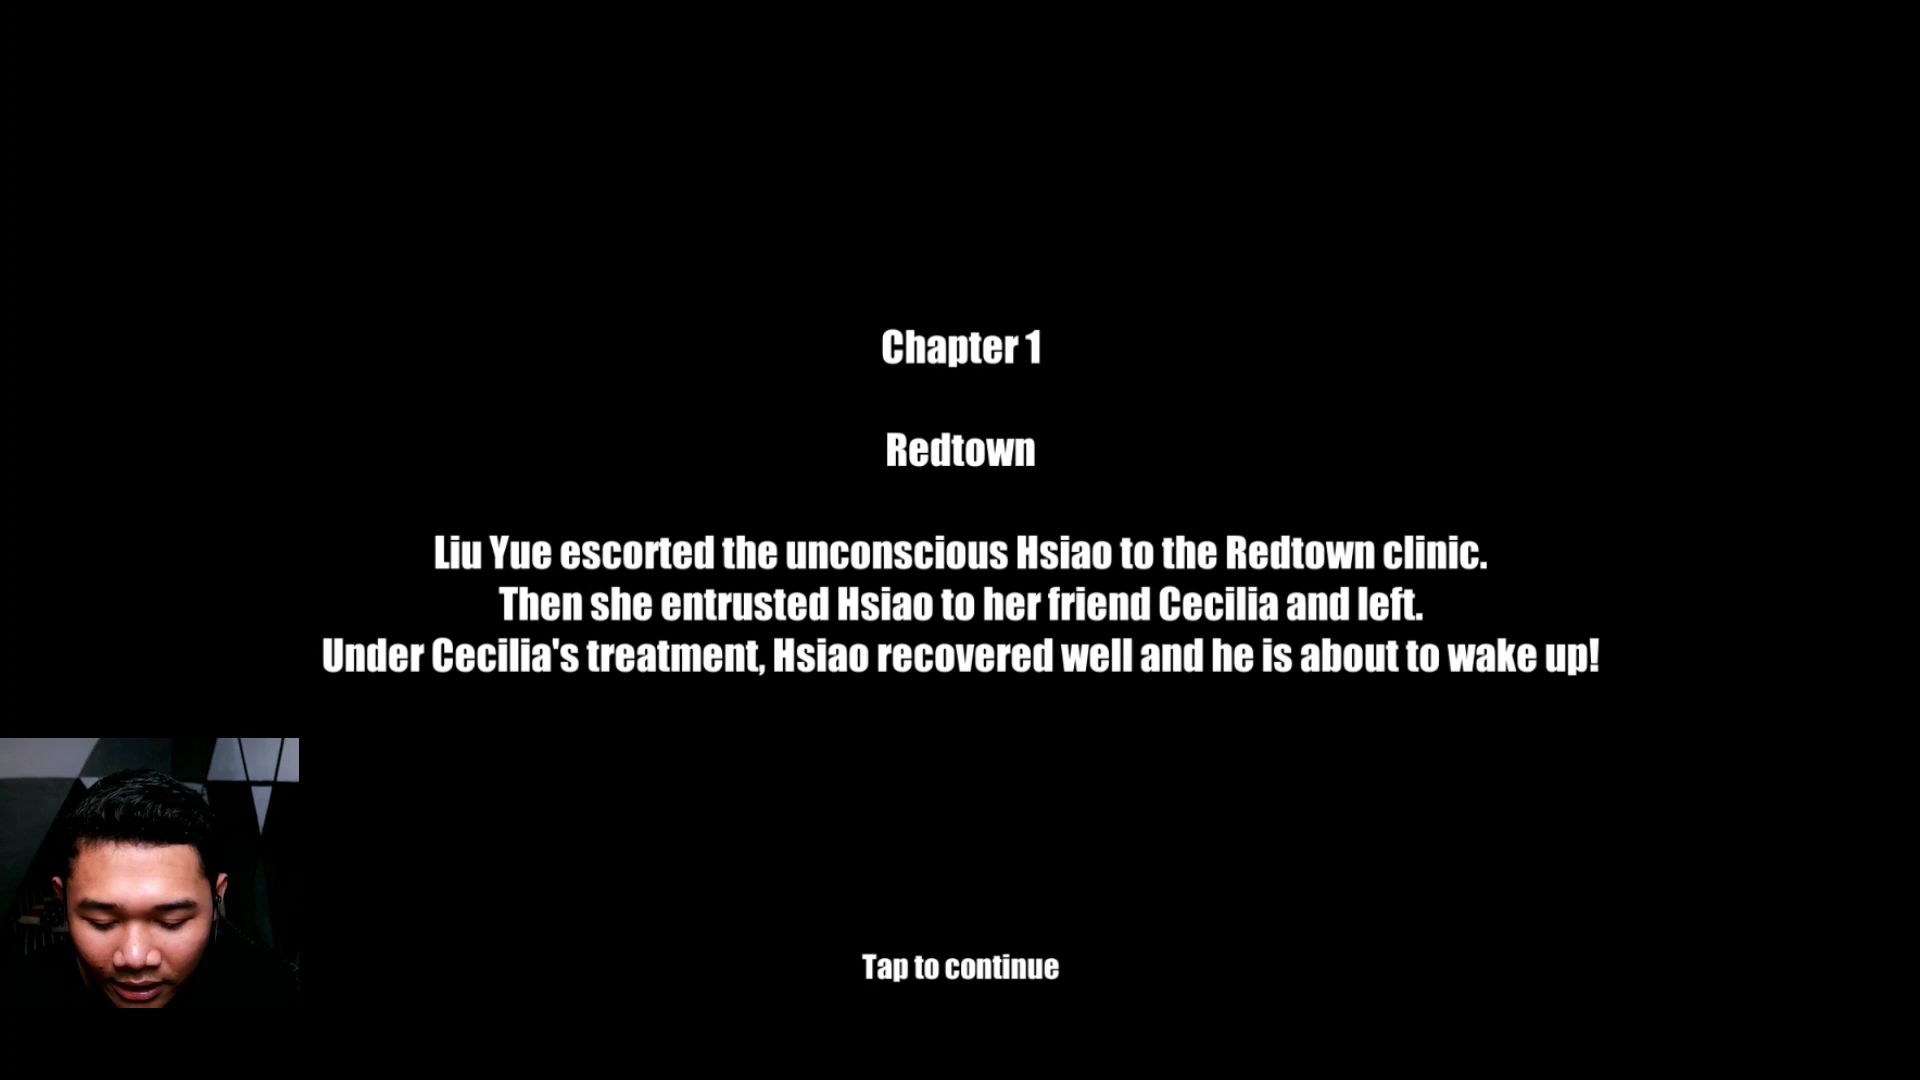 Chapter 1
Redtown
Liu Yue escorted the unconscious Hsiao to the Redtown clinic.
Then she entrusted Hsiao to her friend Cecilia and left.
Under Cecilia's treatment, Hsiao recovered well and he is about to wake up!
Tap to continue